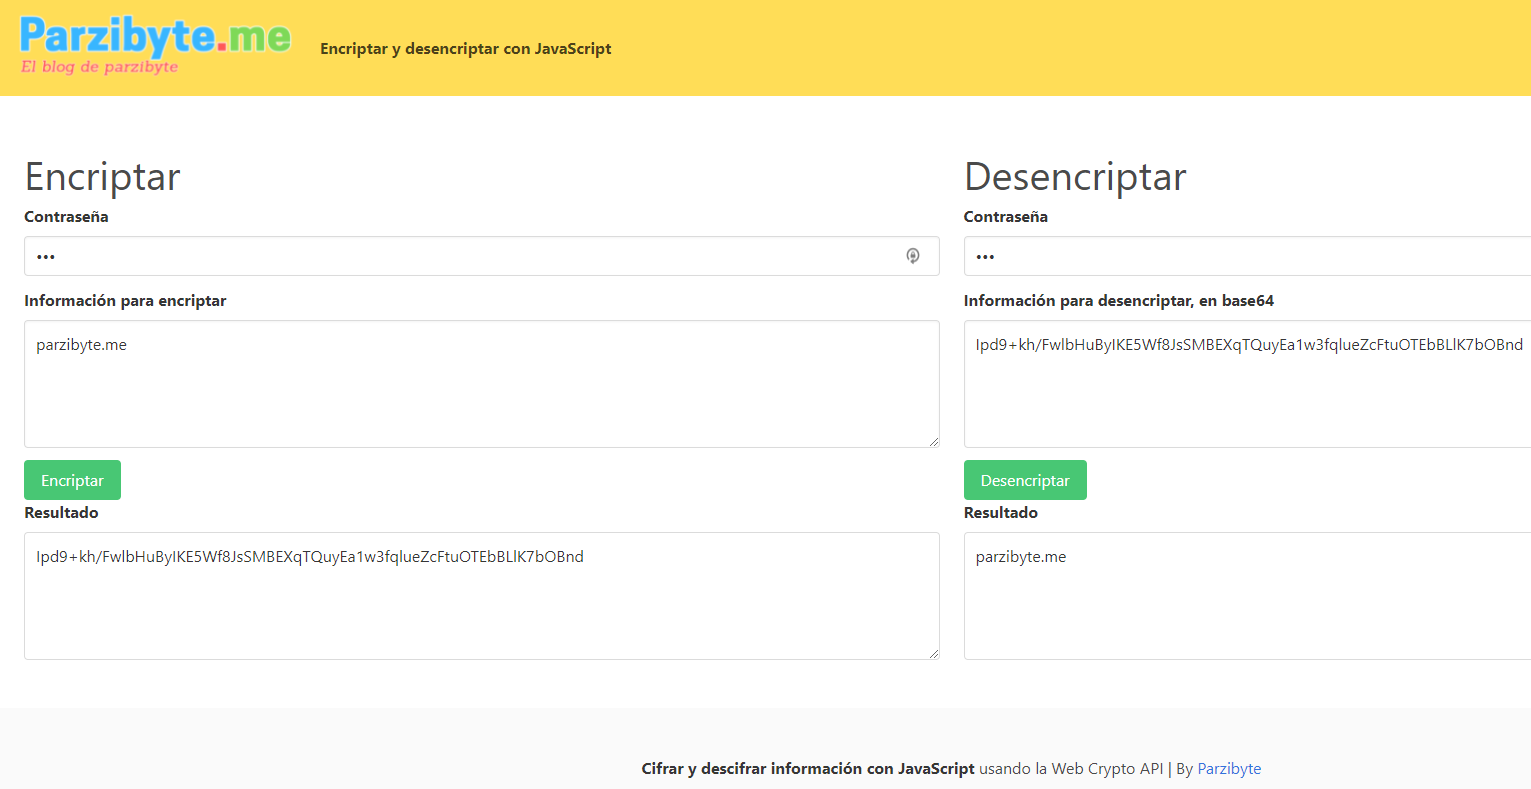 Parzibyte.me
El blog de parzibyte
Encriptar y desencriptar con JavaScript
Encriptar
Contraseña
•••
Información para encriptar
parzibyte.me
Encriptar
Resultado
Ipd9+kh/FwlbHuByIKE5Wf8JsSMBEXqTQuyEa1w3fqlueZcFtuOTEbBLlK7bOBnd
Desencriptar
Contraseña
•••
Información para desencriptar, en base64
Ipd9+kh/FwlbHuByIKE5Wf8JsSMBEXqTQuyEa1w3fqlueZcFtuOTEbBLlK7bOBnd
Desencriptar
Resultado
parzibyte.me
Cifrar y descifrar información con JavaScript usando la Web Crypto API | By Parzibyte